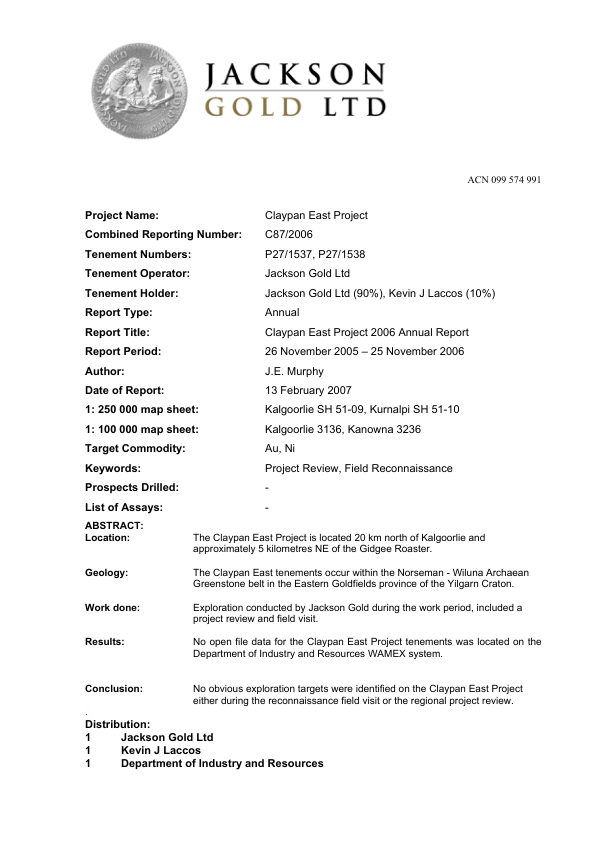 JACKSON GOLD LTD JACKSON GOLD LTD
JACKSON
GOLD LTD
ACN 099 574 991
Project Name: Claypan East Project
Combined Reporting Number: C87/2006
Tenement Numbers: P27/1537, P27/1538
Tenement Operator: Jackson Gold Ltd
Tenement Holder: Jackson Gold Ltd (90%), Kevin J Laccos (10%)
Report Type: Annual
Report Title: Claypan East Project 2006 Annual Report
Report Period: 26 November 2005 – 25 November 2006
Author: J.E. Murphy
Date of Report: 13 February 2007
1: 250 000 map sheet: Kalgoorlie SH 51-09, Kurnalpi SH 51-10
1: 100 000 map sheet: Kalgoorlie 3136, Kanowna 3236
Target Commodity: Au, Ni
Keywords: Project Review, Field Reconnaissance
Prospects Drilled: -
List of Assays: -
ABSTRACT:
Location: The Claypan East Project is located 20 km north of Kalgoorlie and
approximately 5 kilometres NE of the Gidgee Roaster.
Geology: The Claypan East tenements occur within the Norseman - Wiluna Archaean
Greenstone belt in the Eastern Goldfields province of the Yilgarn Craton.
Work done: Exploration conducted by Jackson Gold during the work period, included a
project review and field visit.
Results: No open file data for the Claypan East Project tenements was located on the
Department of Industry and Resources WAMEX system.
Conclusion: No obvious exploration targets were identified on the Claypan East Project
either during the reconnaissance field visit or the regional project review.
.
Distribution:
1 Jackson Gold Ltd
1 Kevin J Laccos
1 Department of Industry and Resources